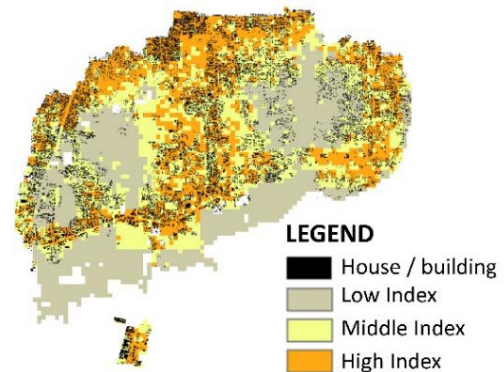 LEGEND
House / building
Low Index
Middle Index
High Index